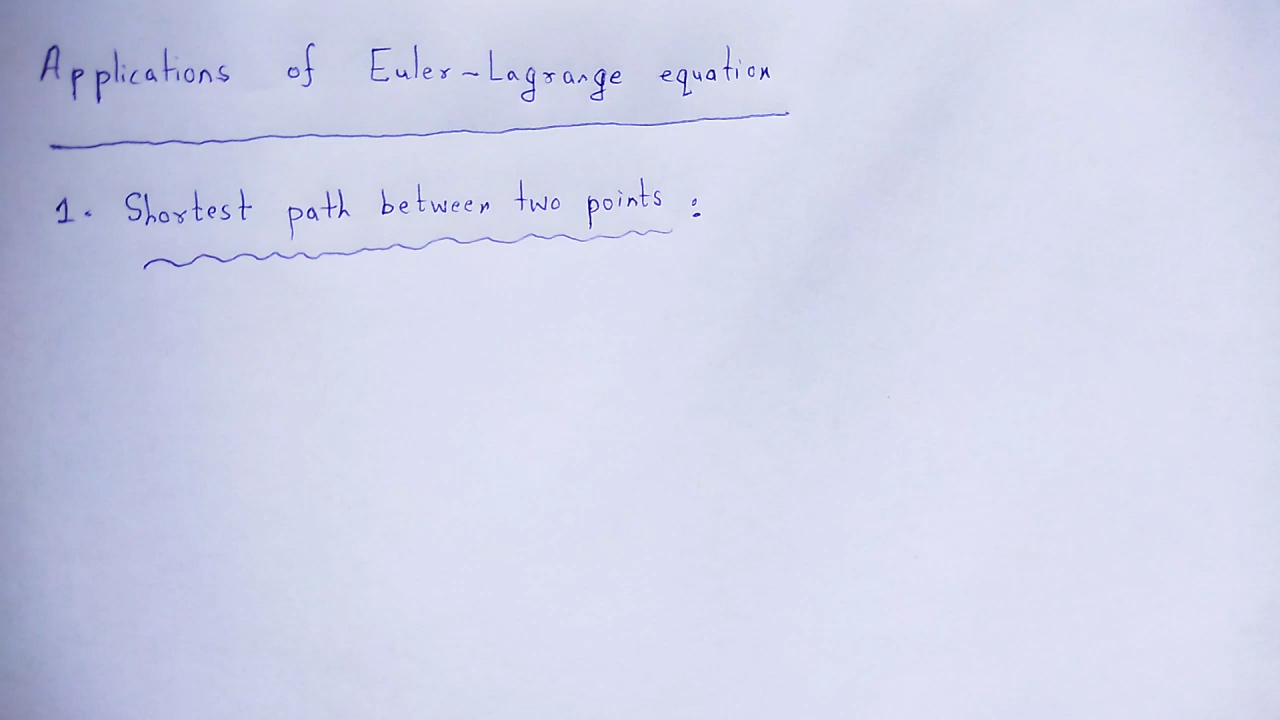 Applications of Euler-Lagrange equation
1. Shortest path between two points :